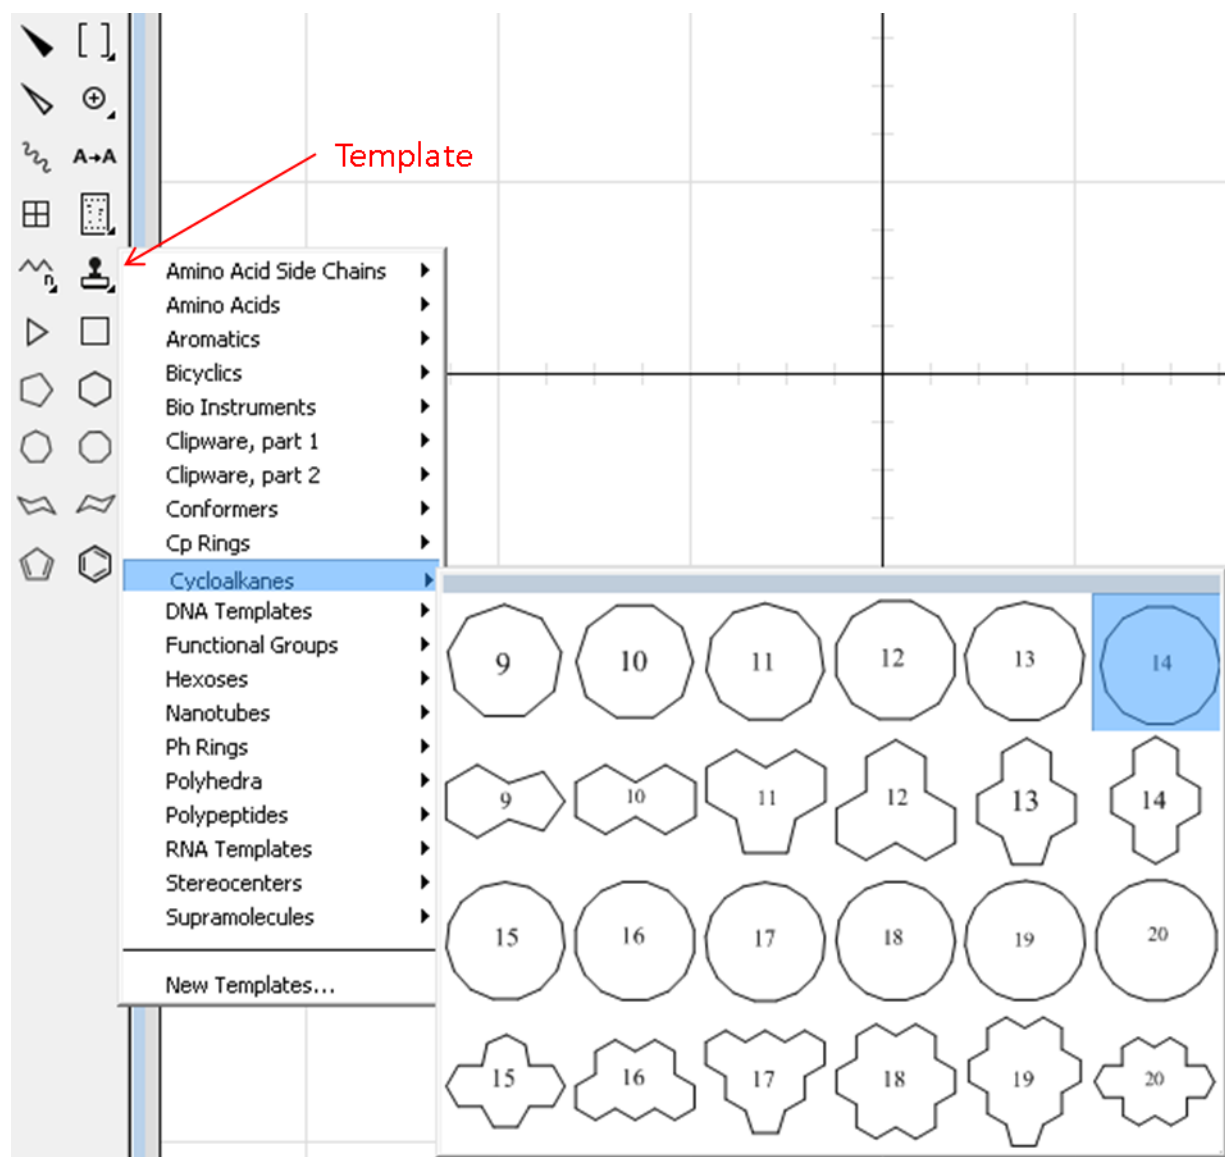 [ ]
A→A
Template
n
Amino Acid Side Chains
Amino Acids
Aromatics
Bicyclics
Bio Instruments
Clipware, part 1
Clipware, part 2
Conformers
Cp Rings
Cycloalkanes
DNA Templates
Functional Groups
Hexoses
Nanotubes
Ph Rings
Polyhedra
Polypeptides
RNA Templates
Stereocenters
Supramolecules
New Templates...
9 10 11 12 13 14
9 10 11 12 13 14
15 16 17 18 19 20
15 16 17 18 19 20